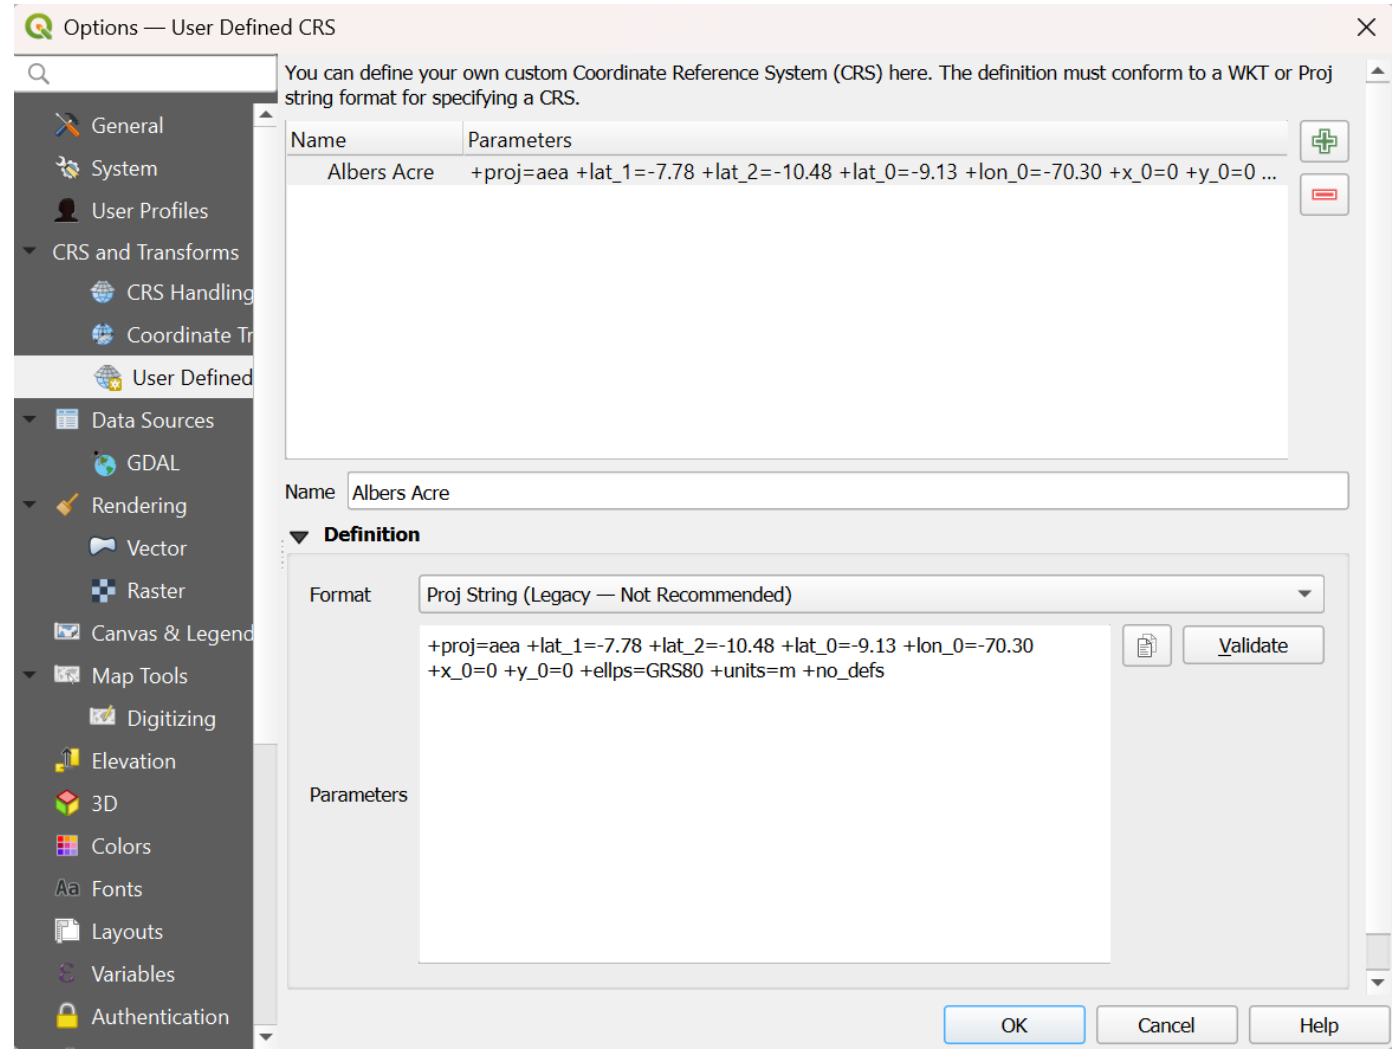 Options — User Defined CRS
You can define your own custom Coordinate Reference System (CRS) here. The definition must conform to a WKT or Proj
string format for specifying a CRS.
General
System
User Profiles
CRS and Transforms
CRS Handling
Coordinate Tr
User Defined
Data Sources
GDAL
Rendering
Vector
Raster
Canvas & Legend
Map Tools
Digitizing
Elevation
3D
Colors
Aa Fonts
Layouts
ε Variables
Authentication
Name Parameters
Albers Acre +proj=aea +lat_1=-7.78 +lat_2=-10.48 +lat_0=-9.13 +lon_0=-70.30 +x_0=0 +y_0=0 ...
Name Albers Acre
Definition
Format Proj String (Legacy — Not Recommended)
Parameters
+proj=aea +lat_1=-7.78 +lat_2=-10.48 +lat_0=-9.13 +lon_0=-70.30
+x_0=0 +y_0=0 +ellps=GRS80 +units=m +no_defs
Validate
OK Cancel Help